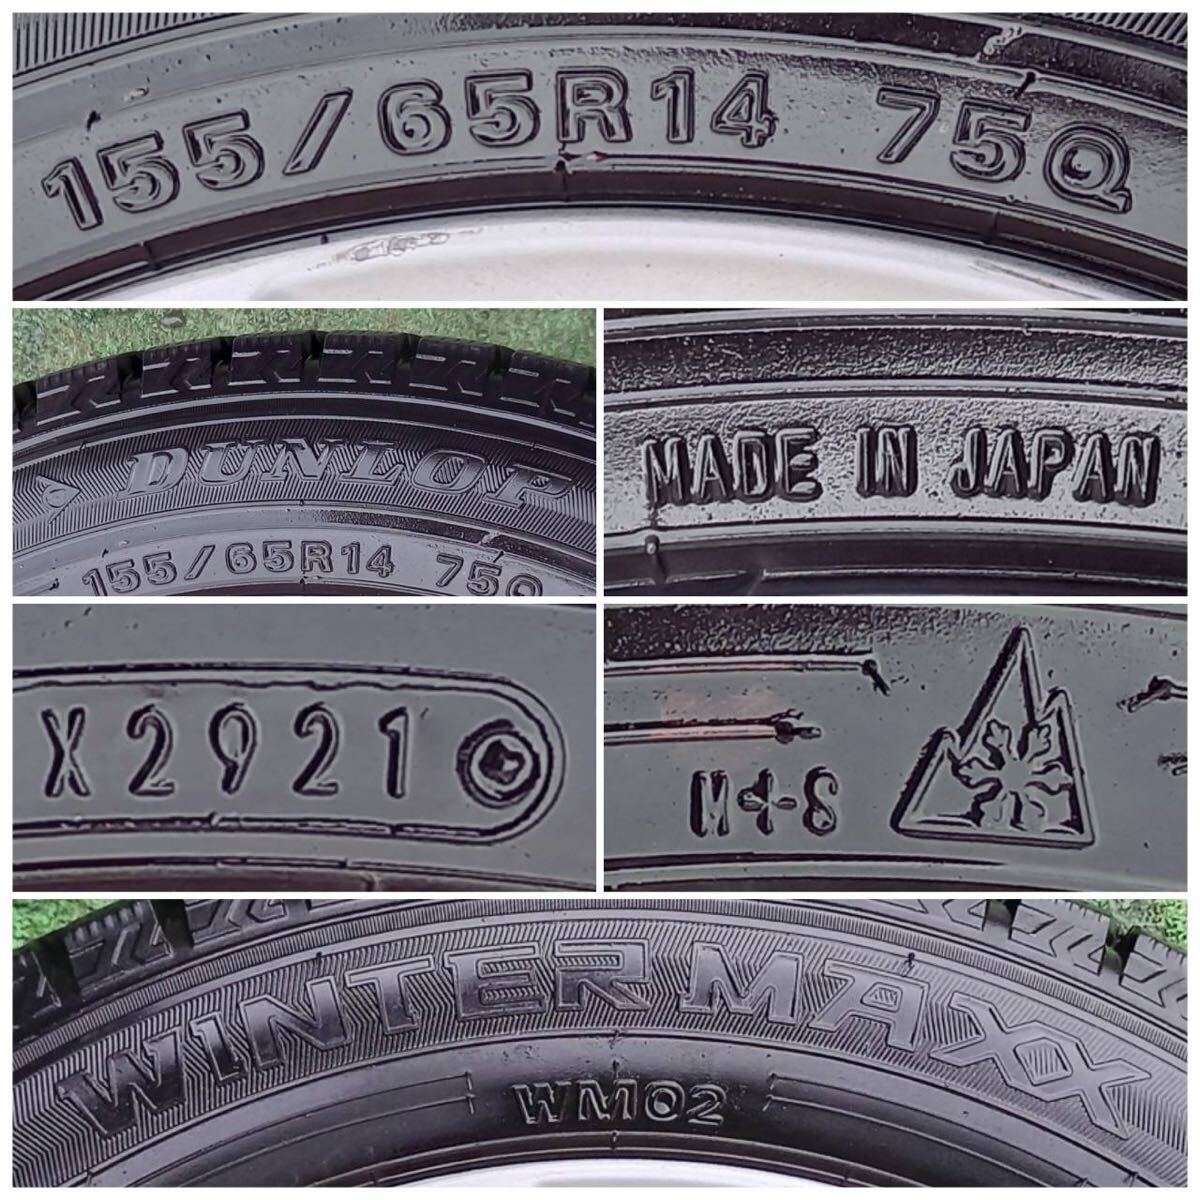 155/65R14 75Q
DUNLOP
155/65R14 75Q
MADE IN JAPAN
X2921
M+S
WINTER MAXX
WM02